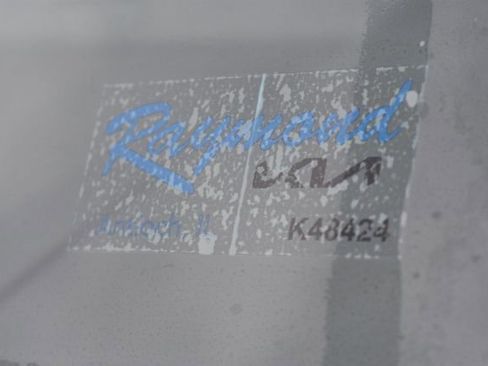 Raymond
KIA
Antioch, IL
K48424